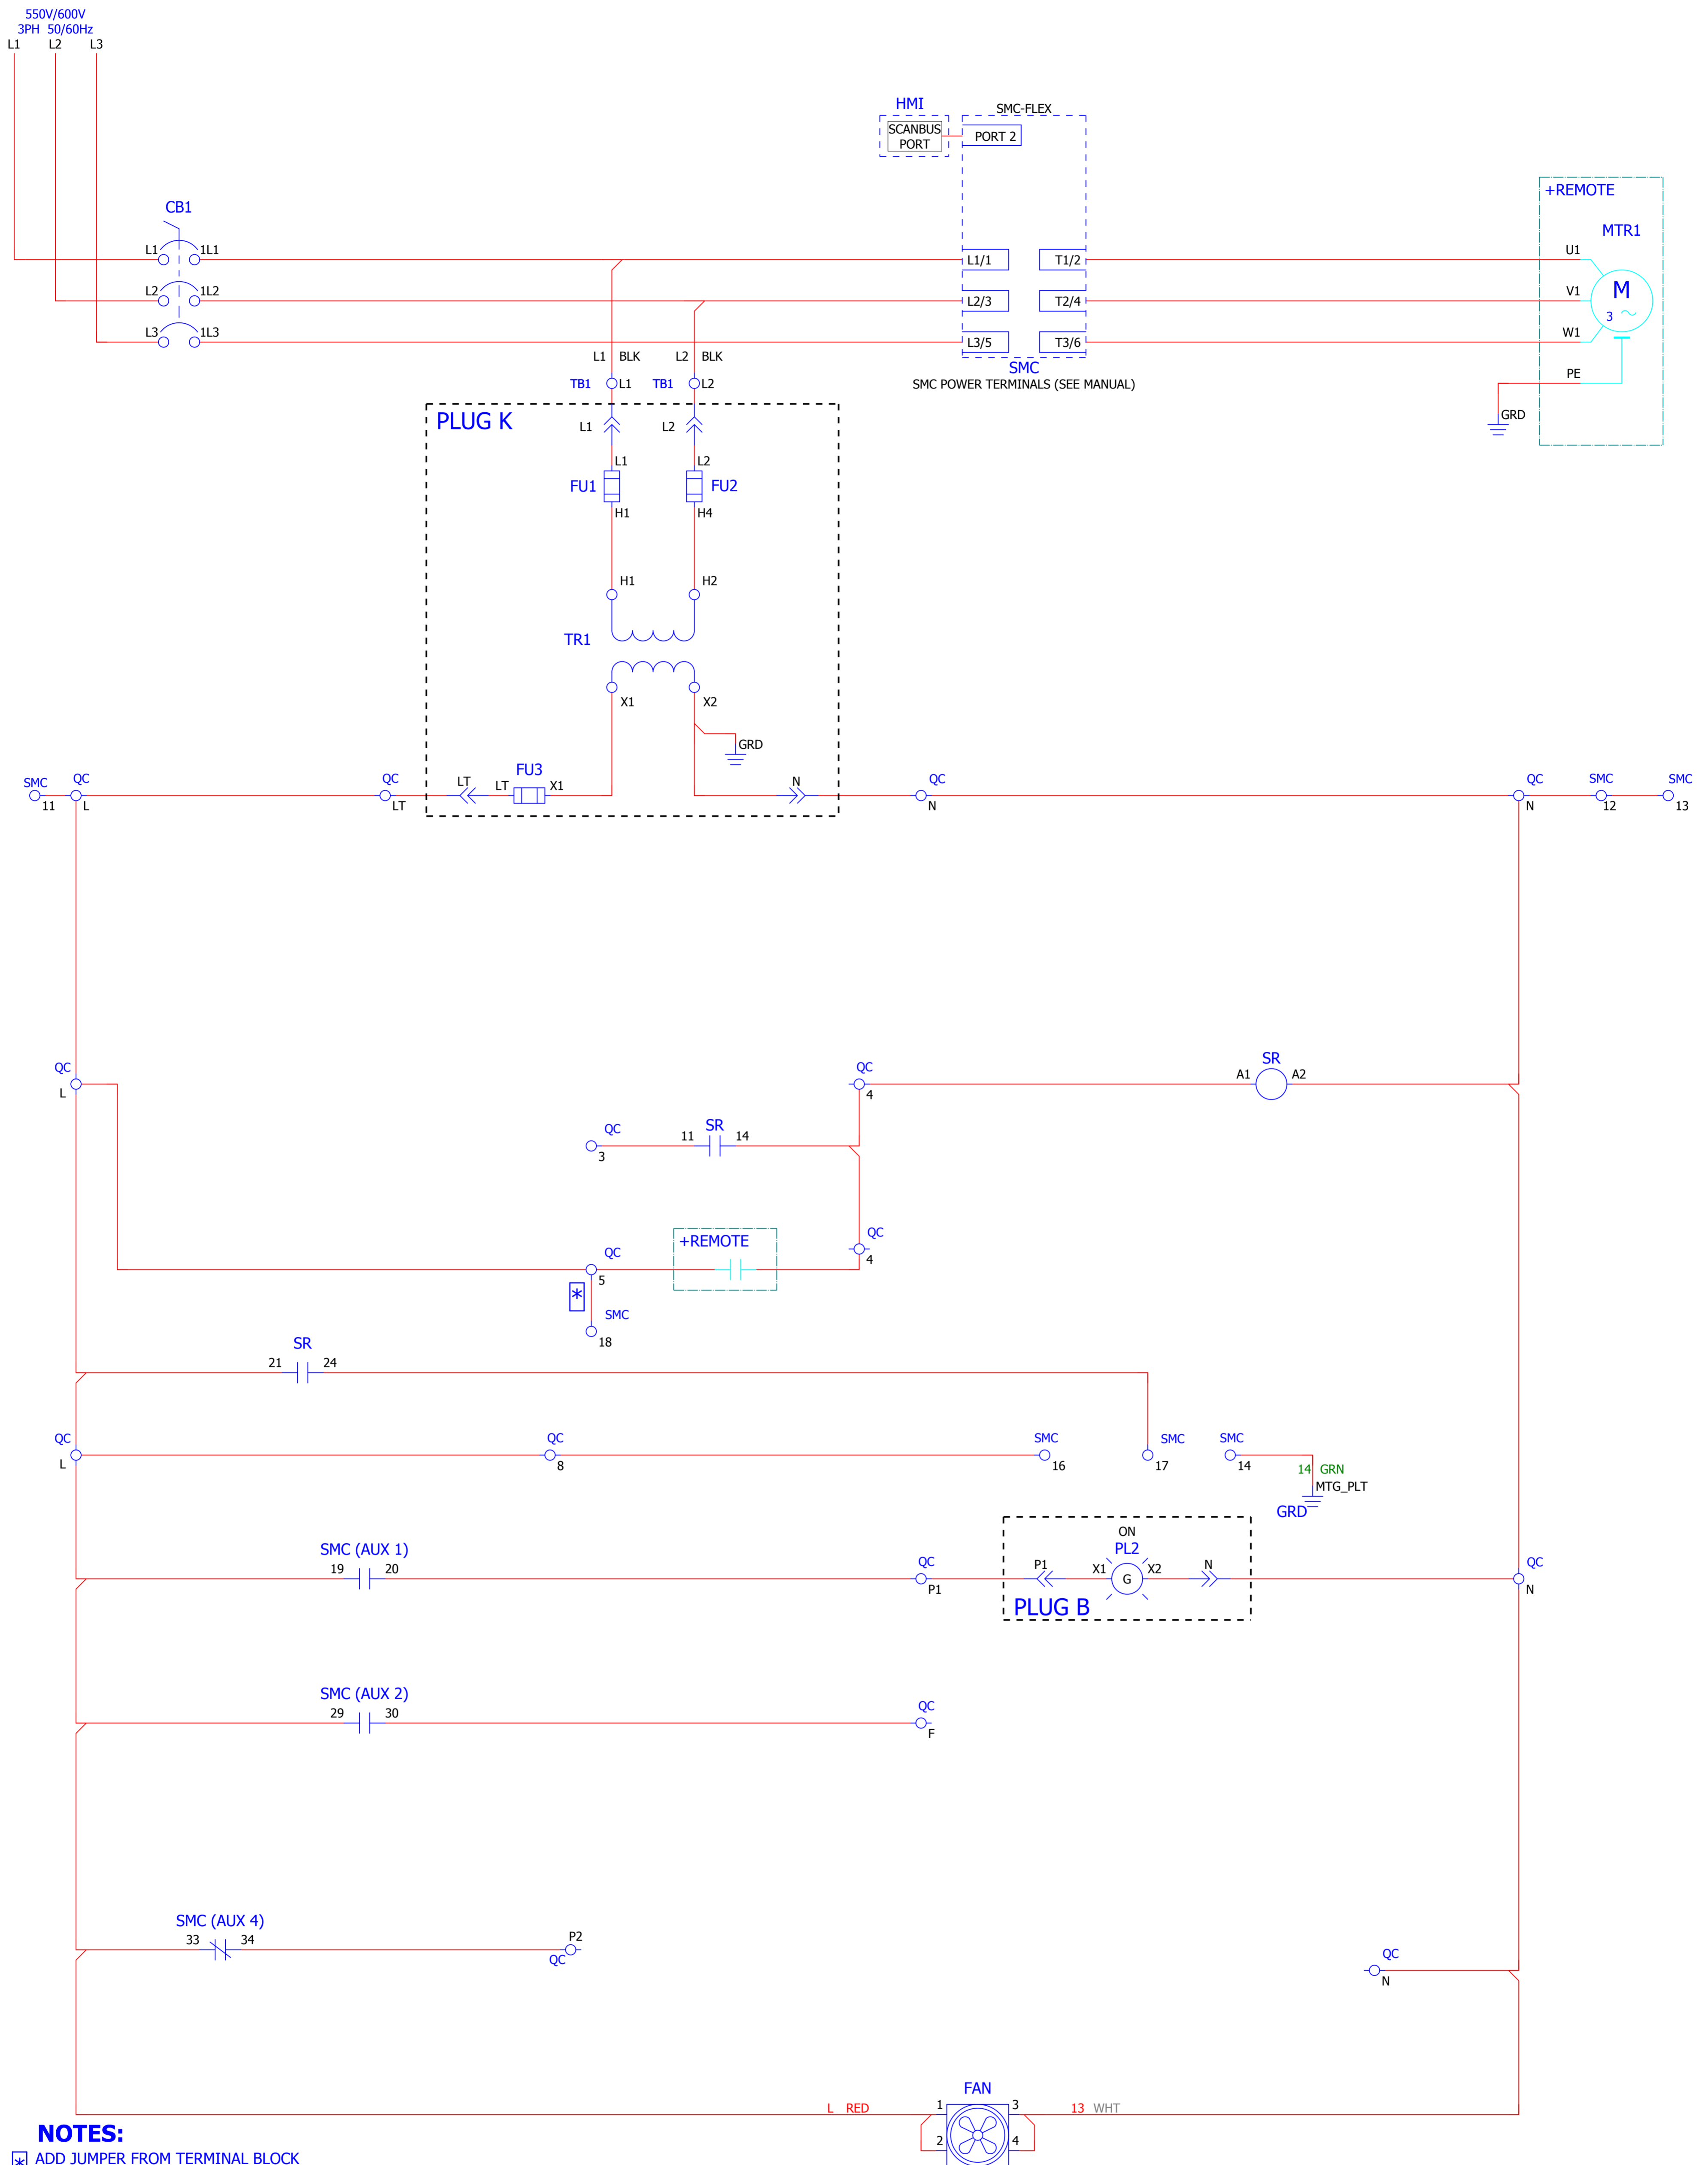 550V/600V
3PH 50/60Hz
L1 L2 L3
HMI
SMC-FLEX
SCANBUS
PORT
PORT 2
+REMOTE
CB1
MTR1
L1 1L1
L1/1 T1/2
U1
L2 1L2
L2/3 T2/4
V1
M
3
L3 1L3
L3/5 T3/6
W1
L1 BLK L2 BLK
SMC
SMC POWER TERMINALS (SEE MANUAL)
PE
TB1 L1 TB1 L2
GRD
PLUG K
L1 L2
L1 L2
FU1 FU2
H1 H4
H1 H2
TR1
X1 X2
GRD
SMC QC QC LT LT FU3 X1 N QC QC SMC SMC
11 L LT N N 12 13
QC QC SR
L 4 A1 A2
QC 11 SR 14
3
+REMOTE QC
QC 4
5
*
SMC
18
SR
21 24
QC QC SMC SMC SMC
L 8 16 17 14
14 GRN
MTG_PLT
GRD
ON
SMC (AUX 1)
19 20
QC P1 X1 PL2 X2 N QC
P1 G N
PLUG B
SMC (AUX 2)
29 30
QC
F
SMC (AUX 4)
33 34
P2
QC
QC
N
FAN
L RED 1 3 13 WHT
2 4
NOTES:
* ADD JUMPER FROM TERMINAL BLOCK